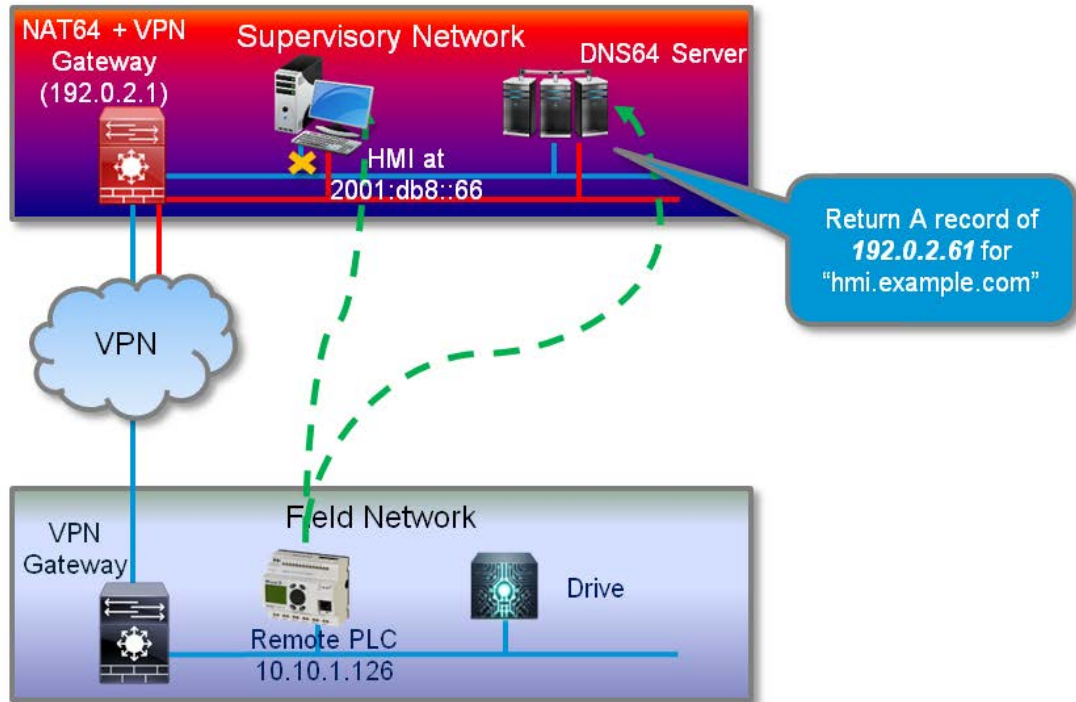 NAT64 + VPN
Gateway
(192.0.2.1)
Supervisory Network
DNS64 Server
HMI at
2001:db8::66
Return A record of
192.0.2.61 for
“hmi.example.com”
VPN
Field Network
VPN
Gateway
Drive
Remote PLC
10.10.1.126